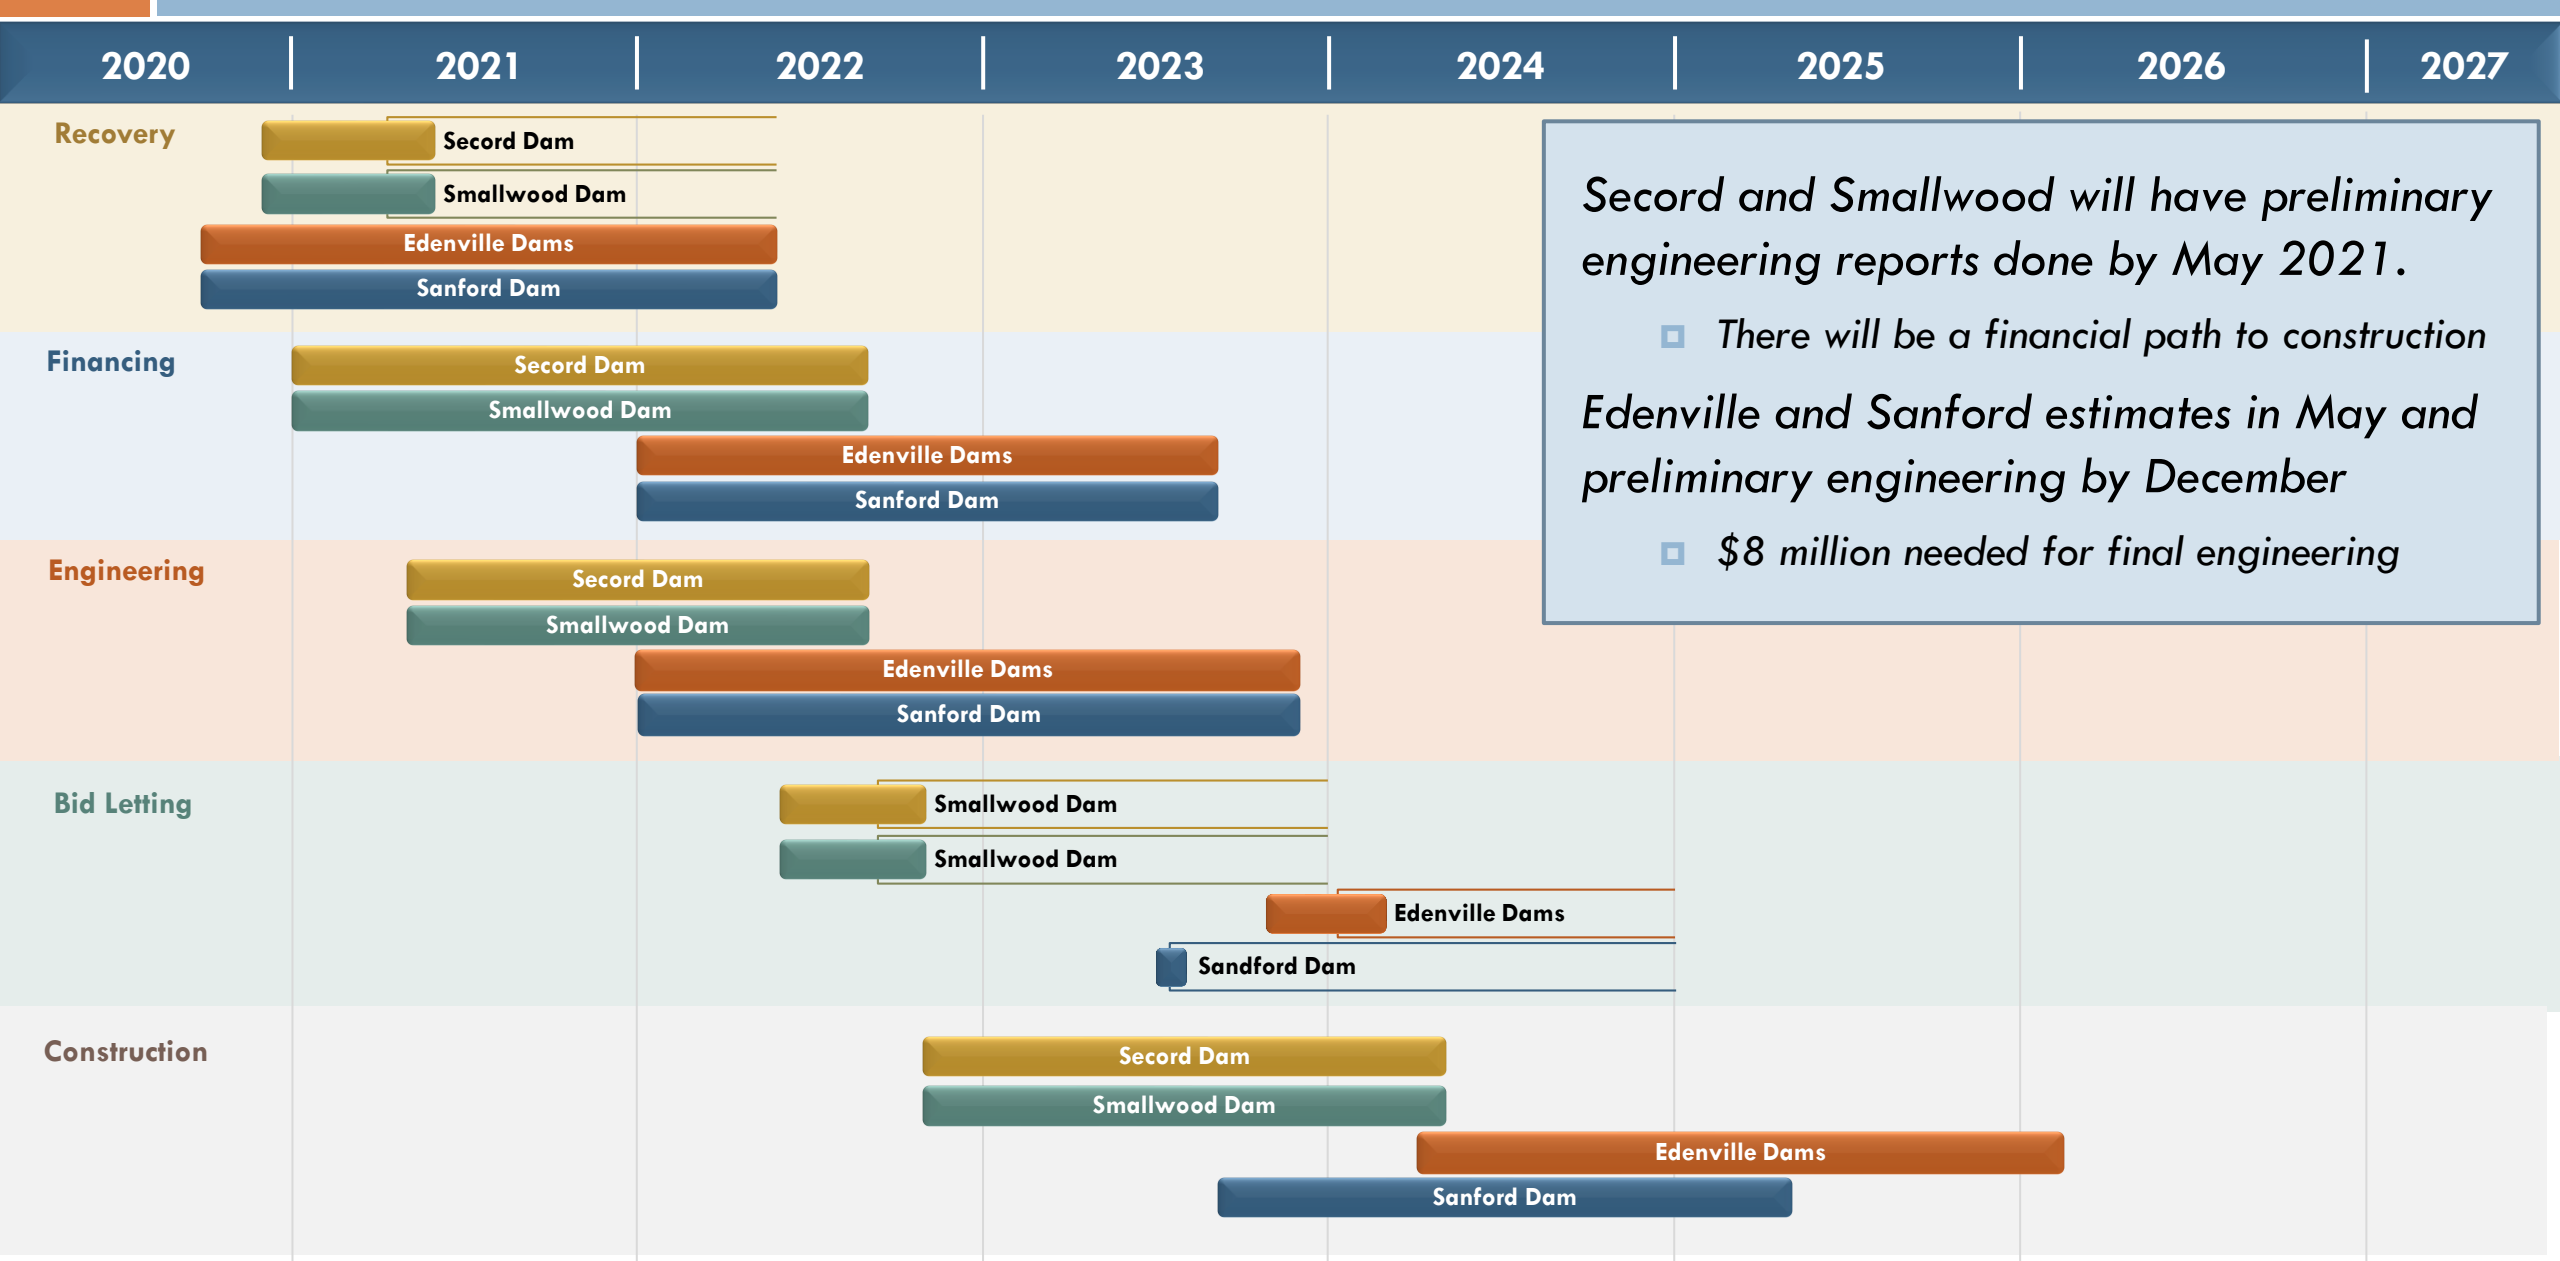 2020 2021 2022 2023 2024 2025 2026 2027
Recovery
Secord Dam
Smallwood Dam
Edenville Dams
Sanford Dam
Financing
Secord Dam
Smallwood Dam
Edenville Dams
Sanford Dam
Engineering
Secord Dam
Smallwood Dam
Edenville Dams
Sanford Dam
Bid Letting
Smallwood Dam
Smallwood Dam
Edenville Dams
Sandford Dam
Construction
Secord Dam
Smallwood Dam
Edenville Dams
Sanford Dam
Secord and Smallwood will have preliminary
engineering reports done by May 2021.
There will be a financial path to construction
Edenville and Sanford estimates in May and
preliminary engineering by December
$8 million needed for final engineering